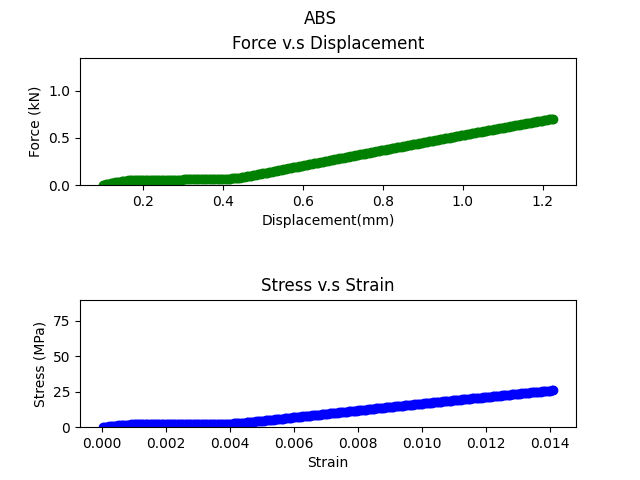 ABS
Force v.s Displacement
1.0
0.5
0.0
Force (kN)
0.2 0.4 0.6 0.8 1.0 1.2
Displacement(mm)
Stress v.s Strain
75
50
25
0
Stress (MPa)
0.000 0.002 0.004 0.006 0.008 0.010 0.012 0.014
Strain